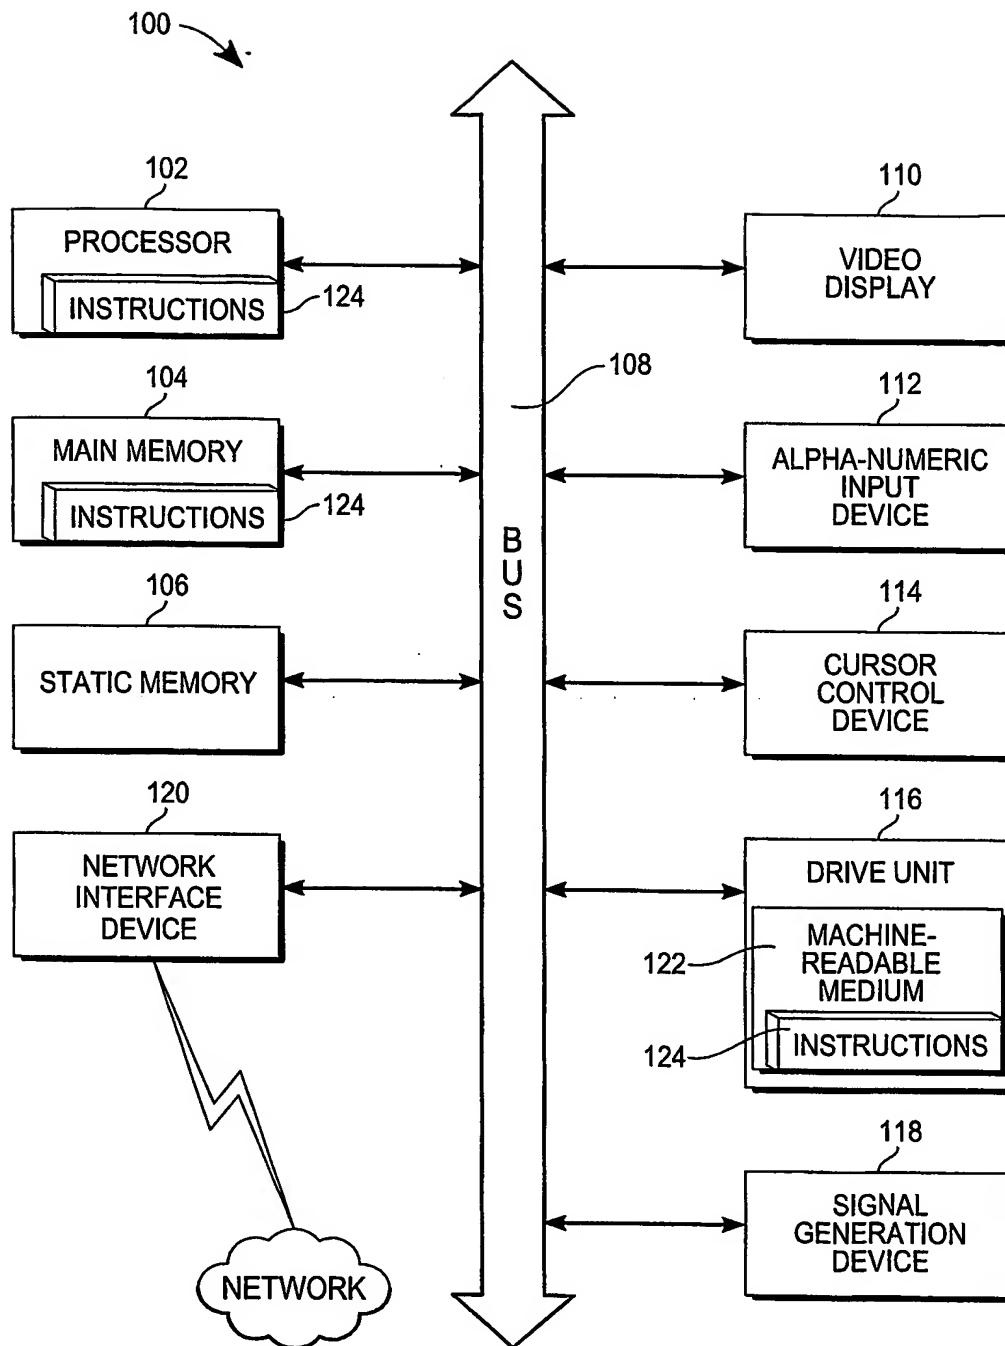 100
102
PROCESSOR
INSTRUCTIONS
124
104
MAIN MEMORY
INSTRUCTIONS
124
106
STATIC MEMORY
120
NETWORK
INTERFACE
DEVICE
NETWORK
108
BUS
110
VIDEO
DISPLAY
112
ALPHA-NUMERIC
INPUT
DEVICE
114
CURSOR
CONTROL
DEVICE
116
DRIVE UNIT
122
MACHINE-
READABLE
MEDIUM
124
INSTRUCTIONS
118
SIGNAL
GENERATION
DEVICE